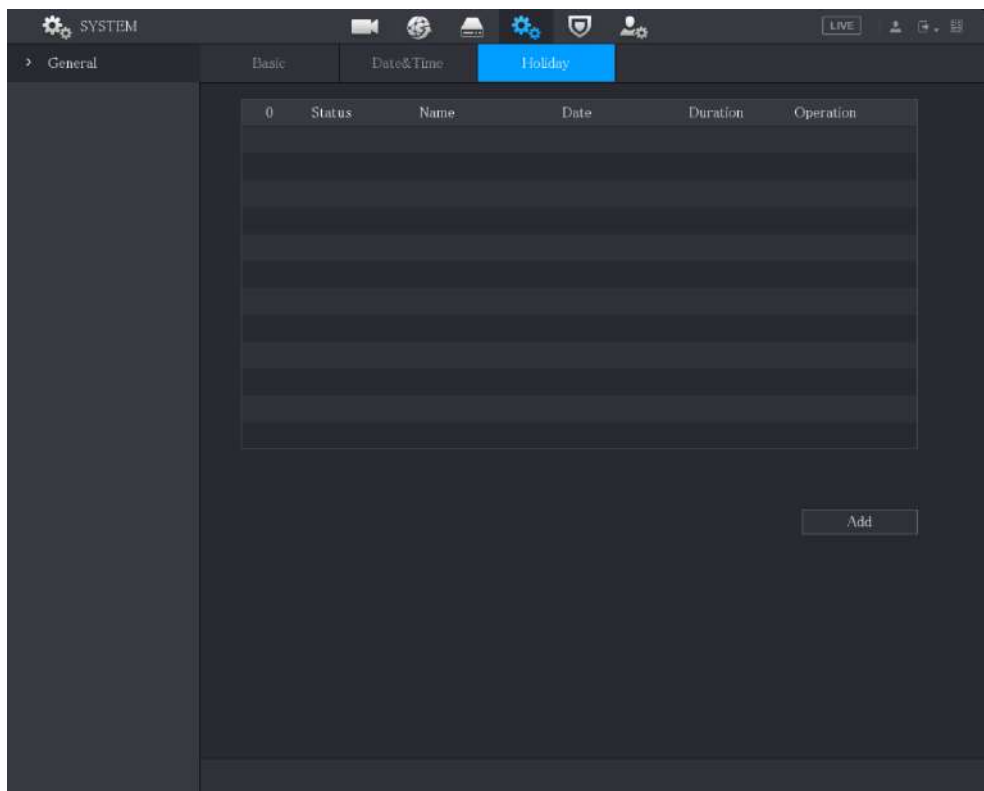 SYSTEM LIVE
> General Basic Date&Time Holiday
0 Status Name Date Duration Operation
Add